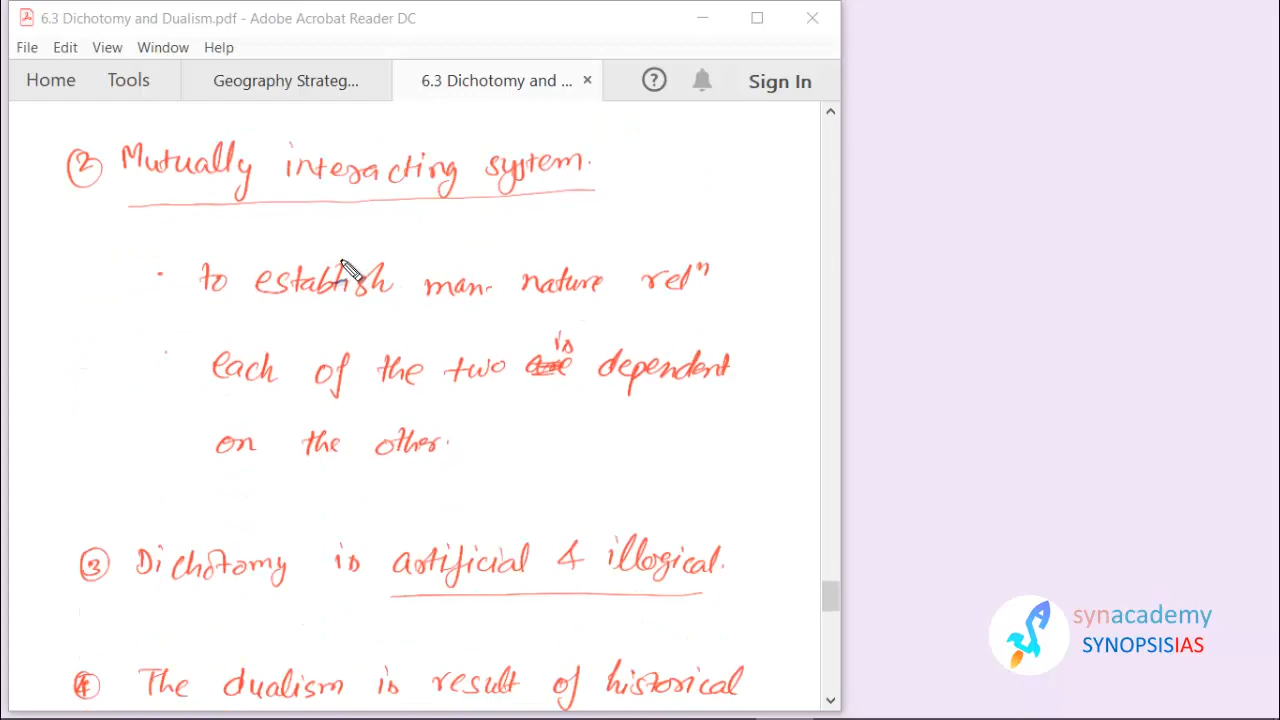 6.3 Dichotomy and Dualism.pdf - Adobe Acrobat Reader DC
File Edit View Window Help
Home Tools Geography Strateg... 6.3 Dichotomy and ... × ? Sign In
② Mutually interacting system.
• to establish man-nature relⁿ
• each of the two is dependent
on the other.
③ Dichotomy is artificial & illogical.
④ The dualism is result of historical
synacademy
SYNOPSISIAS